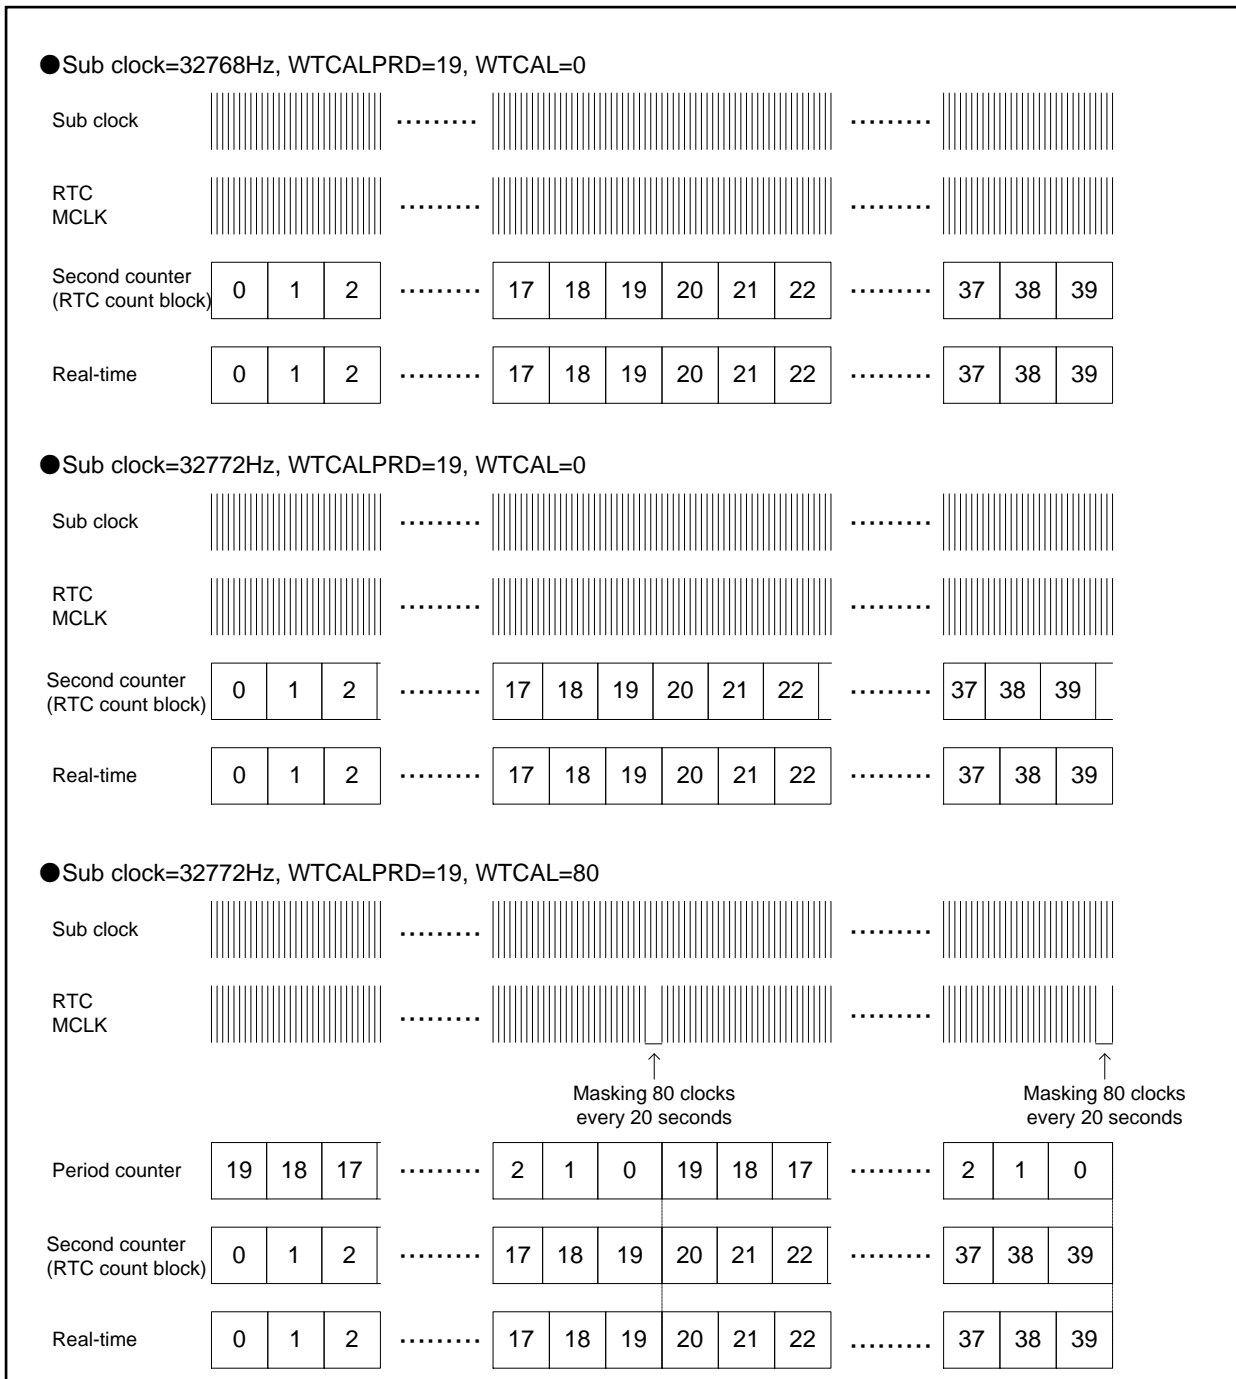 ●Sub clock=32768Hz, WTCALPRD=19, WTCAL=0
Sub clock ......... .........
RTC
MCLK ......... .........
Second counter
(RTC count block) 0 1 2 ......... 17 18 19 20 21 22 ......... 37 38 39
Real-time 0 1 2 ......... 17 18 19 20 21 22 ......... 37 38 39
●Sub clock=32772Hz, WTCALPRD=19, WTCAL=0
Sub clock ......... .........
RTC
MCLK ......... .........
Second counter
(RTC count block) 0 1 2 ......... 17 18 19 20 21 22 ......... 37 38 39
Real-time 0 1 2 ......... 17 18 19 20 21 22 ......... 37 38 39
●Sub clock=32772Hz, WTCALPRD=19, WTCAL=80
Sub clock ......... .........
RTC
MCLK ......... .........
Masking 80 clocks
every 20 seconds
Masking 80 clocks
every 20 seconds
Period counter 19 18 17 ......... 2 1 0 19 18 17 ......... 2 1 0
Second counter
(RTC count block) 0 1 2 ......... 17 18 19 20 21 22 ......... 37 38 39
Real-time 0 1 2 ......... 17 18 19 20 21 22 ......... 37 38 39